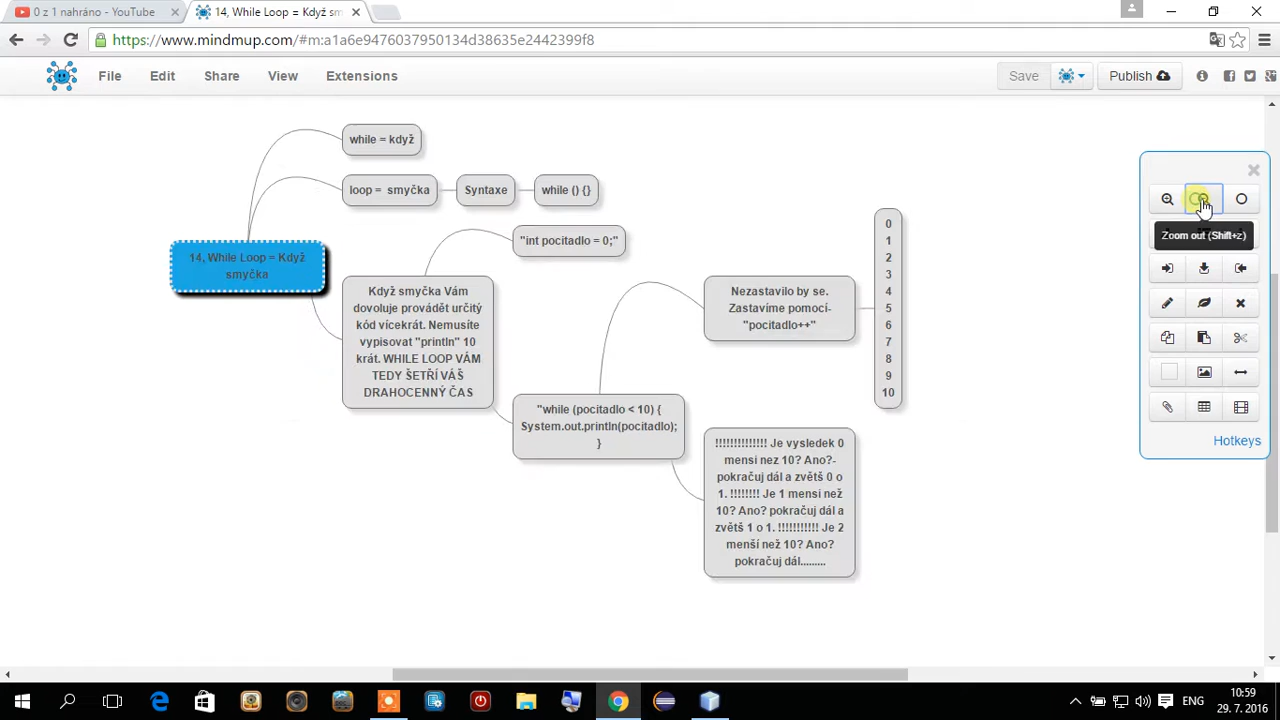 0 z 1 nahráno - YouTube
14, While Loop = Když sm
https://www.mindmup.com/#m:a1a6e9476037950134d38635e2442399f8
File Edit Share View Extensions Save Publish
while = když
loop = smyčka
Syntaxe
while () {}
14, While Loop = Když
smyčka
"int pocitadlo = 0;"
Když smyčka Vám
dovoluje provádět určitý
kód vícekrát. Nemusíte
vypisovat "println" 10
krát. WHILE LOOP VÁM
TEDY ŠETŘÍ VÁŠ
DRAHOCENNÝ ČAS
Nezastavilo by se.
Zastavíme pomocí-
"pocitadlo++"
0
1
2
3
4
5
6
7
8
9
10
"while (pocitadlo < 10) {
System.out.println(pocitadlo);
}
!!!!!!!!!!!!!! Je vysledek 0
mensi nez 10? Ano?-
pokračuj dál a zvětš 0 o
1. !!!!!!!! Je 1 mensí než
10? Ano? pokračuj dál a
zvětš 1 o 1. !!!!!!!!!!! Je 2
menší než 10? Ano?
pokračuj dál.........
Zoom out (Shift+z)
Hotkeys
ENG
10:59
29. 7. 2016